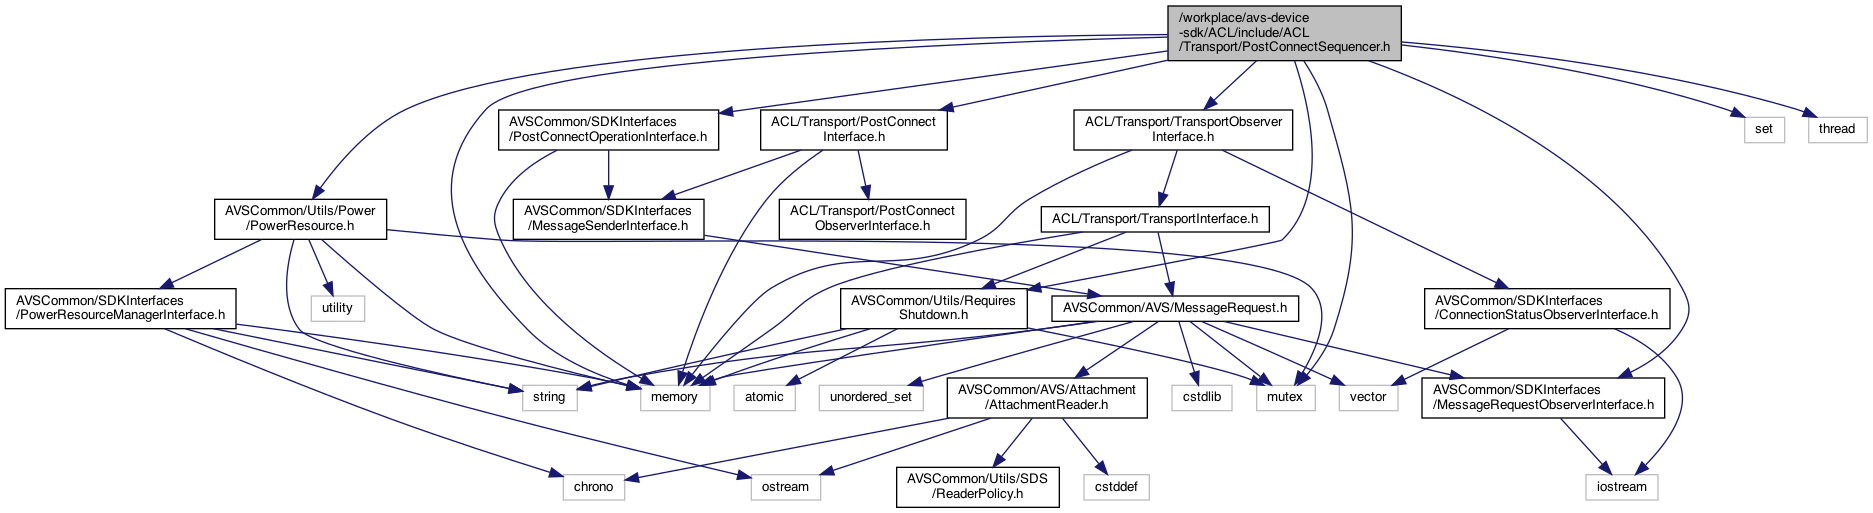 /workplace/avs-device
-sdk/ACL/include/ACL
/Transport/PostConnectSequencer.h
AVSCommon/SDKInterfaces
/PostConnectOperationInterface.h
ACL/Transport/PostConnect
Interface.h
ACL/Transport/TransportObserver
Interface.h
set
thread
AVSCommon/Utils/Power
/PowerResource.h
AVSCommon/SDKInterfaces
/MessageSenderInterface.h
ACL/Transport/PostConnect
ObserverInterface.h
ACL/Transport/TransportInterface.h
AVSCommon/SDKInterfaces
/PowerResourceManagerInterface.h
utility
AVSCommon/Utils/Requires
Shutdown.h
AVSCommon/AVS/MessageRequest.h
AVSCommon/SDKInterfaces
/ConnectionStatusObserverInterface.h
string
memory
atomic
unordered_set
AVSCommon/AVS/Attachment
/AttachmentReader.h
cstdlib
mutex
vector
AVSCommon/SDKInterfaces
/MessageRequestObserverInterface.h
chrono
ostream
AVSCommon/Utils/SDS
/ReaderPolicy.h
cstddef
iostream